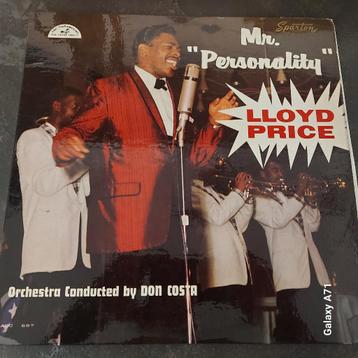 Sparton
Mr.
"Personality"
LLOYD
PRICE
Orchestra Conducted by DON COSTA
Galaxy A71